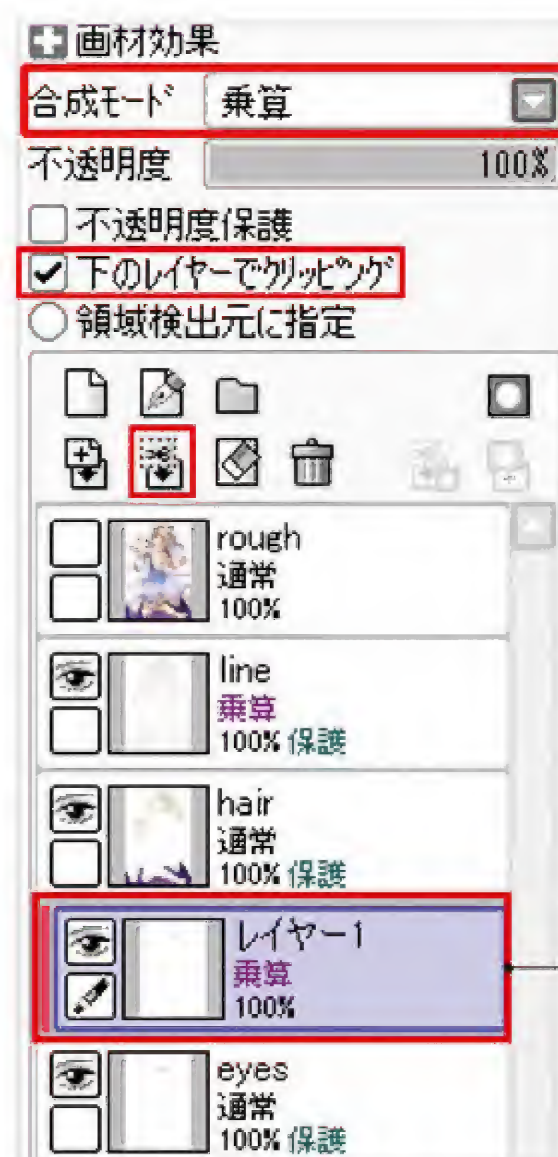 画材効果
合成モード 乗算
不透明度 100%
不透明度保護
下のレイヤーでクリッピング
領域検出元に指定
rough
通常
100%
line
乗算
100% 保護
hair
通常
100% 保護
レイヤー1
乗算
100%
eyes
通常
100% 保護